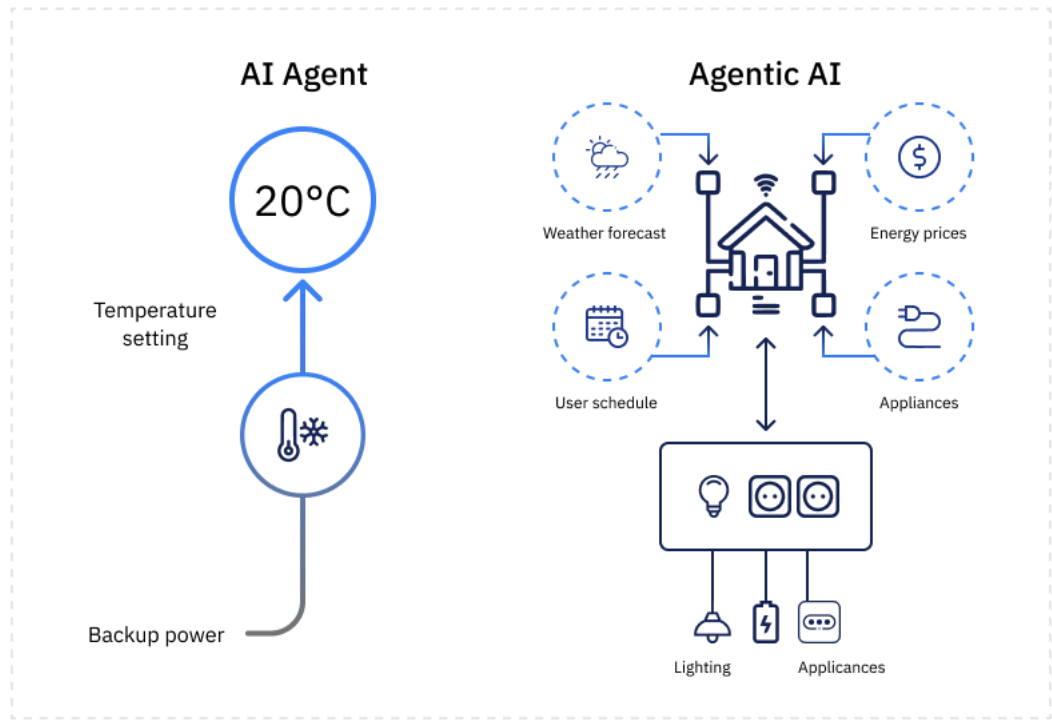 AI Agent
20°C
Temperature
setting
Backup power
Agentic AI
Weather forecast
Energy prices
User schedule
Appliances
Lighting
Applicances